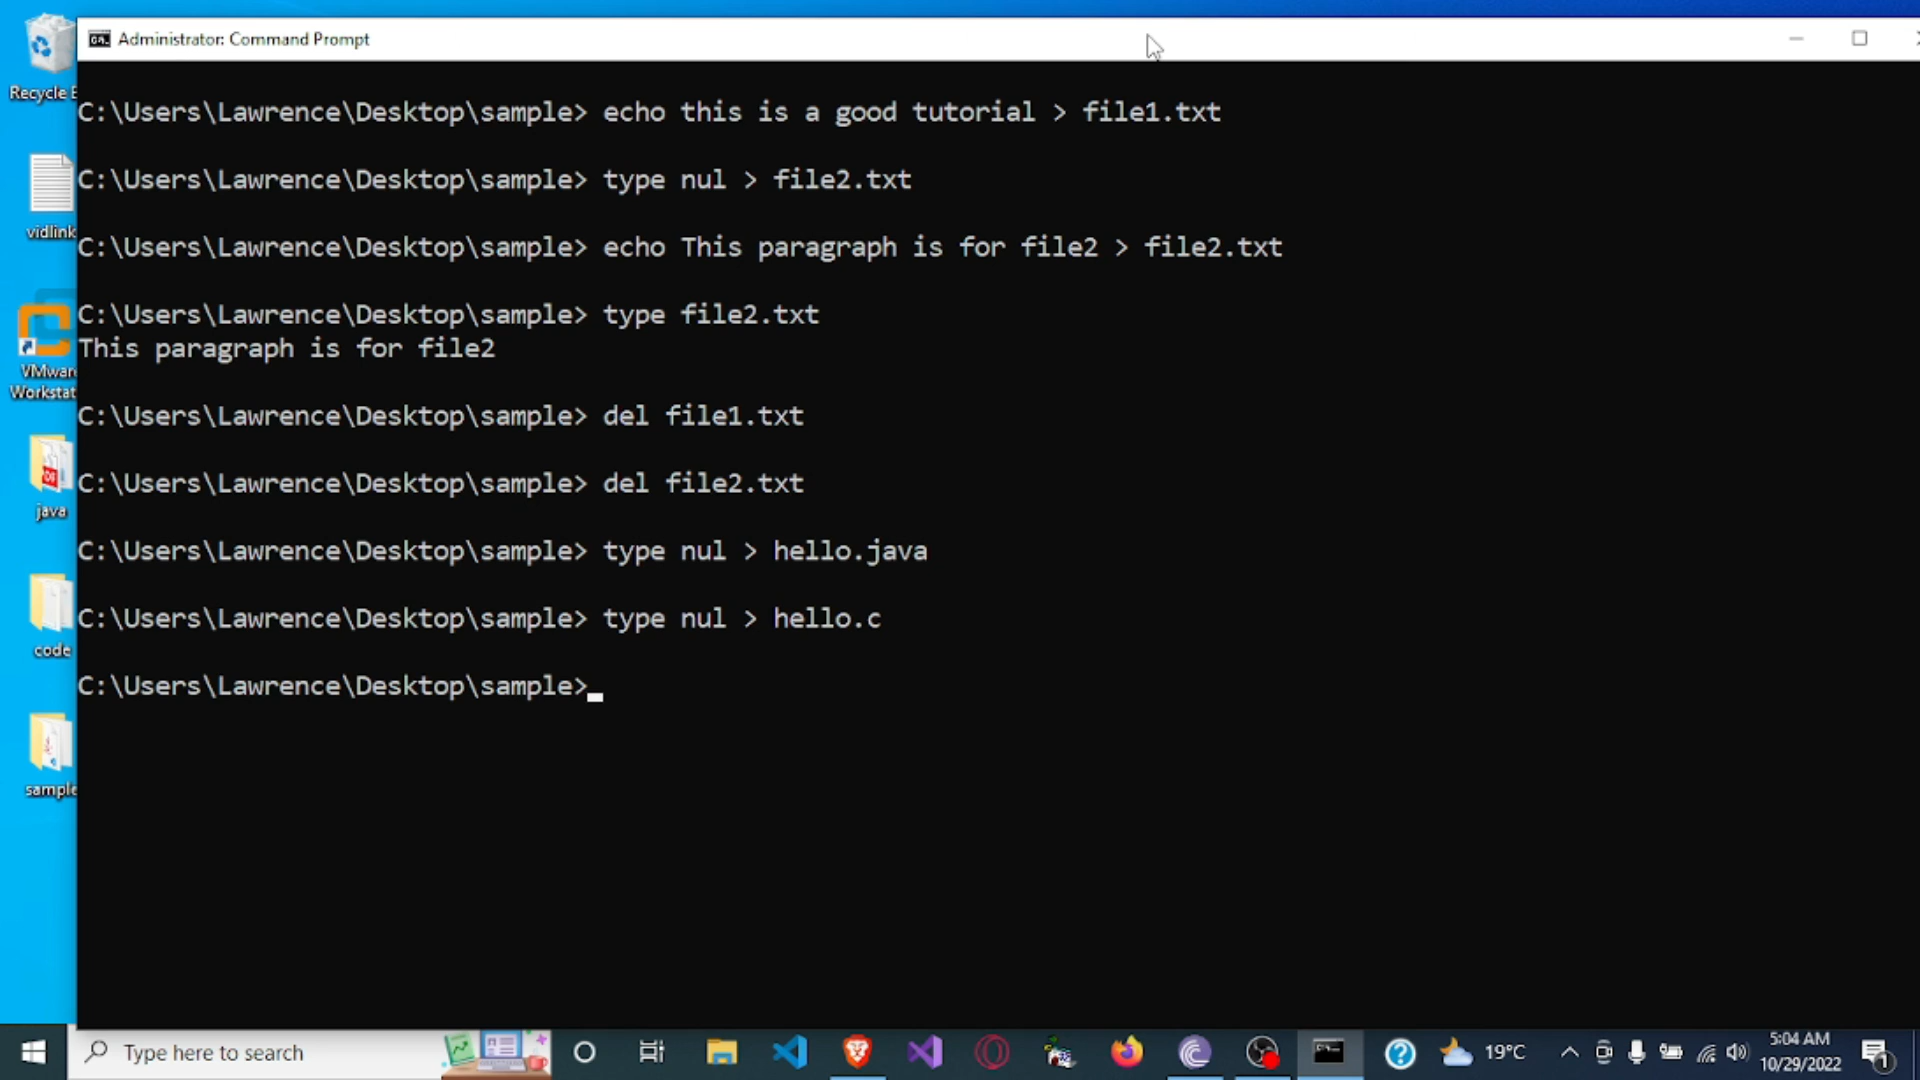 Administrator: Command Prompt
Recycle
C:\Users\Lawrence\Desktop\sample> echo this is a good tutorial > file1.txt
C:\Users\Lawrence\Desktop\sample> type nul > file2.txt
vidlink
C:\Users\Lawrence\Desktop\sample> echo This paragraph is for file2 > file2.txt
C:\Users\Lawrence\Desktop\sample> type file2.txt
This paragraph is for file2
VMwar
Workstat
C:\Users\Lawrence\Desktop\sample> del file1.txt
C:\Users\Lawrence\Desktop\sample> del file2.txt
java
C:\Users\Lawrence\Desktop\sample> type nul > hello.java
C:\Users\Lawrence\Desktop\sample> type nul > hello.c
code
C:\Users\Lawrence\Desktop\sample>
sample
Type here to search
19°C
5:04 AM
10/29/2022
1